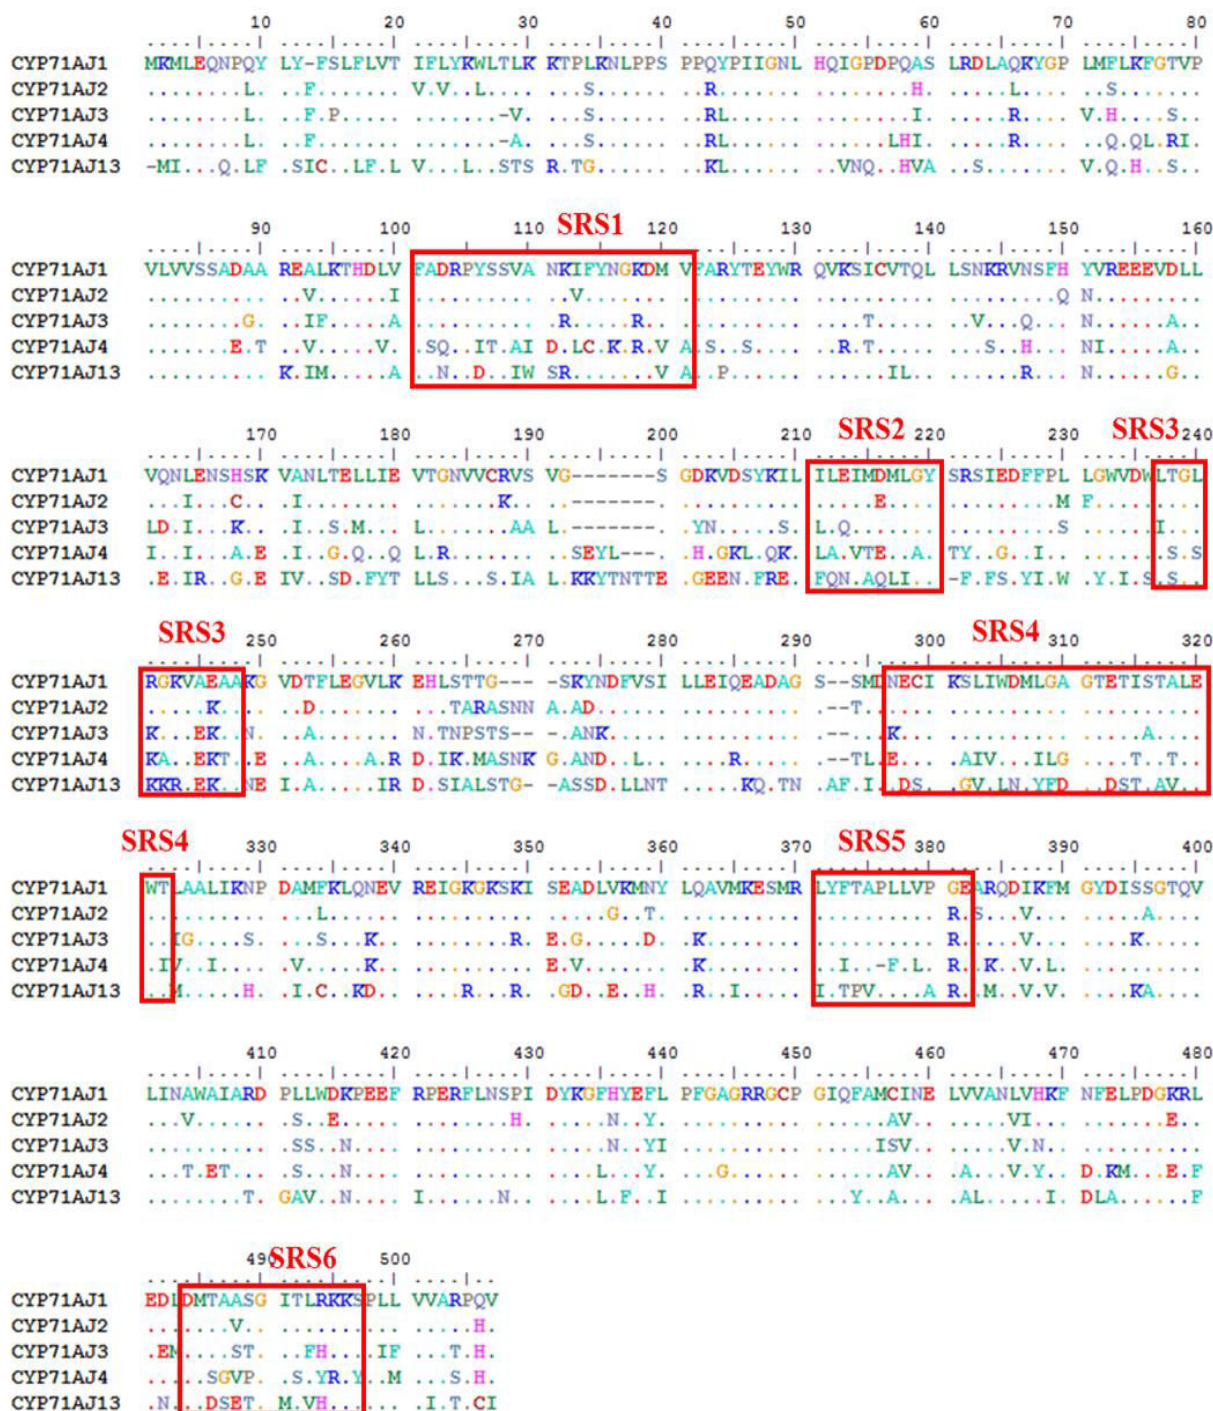 10 20 30 40 50 60 70 80
CYP71AJ1 MKMLEQNPQY LY-FSLFLVT IFLYKWLTLK KTPLKNLPPS PPQYPIIGNL HQIGPDPQAS LRDLAQKYGP LMFLKFGTVP
CYP71AJ2 ........L. ...F...... V.V..L.... ....S..... ...R...... ........H. ......L... ...S......
CYP71AJ3 ........L. ...F.P.... .......-V. ....S..... ...RL..... ........I. ......R... V.H....S..
CYP71AJ4 ........L. ...F...... .......-A. ....S..... ...RL..... ......LHI. ......R... ...Q.QL.RI.
CYP71AJ13 -MI...Q.LF .SIC..LF.L V...L..STS R.TG...... ...KL..... ...VNQ.HVA ...S...... V..Q.H..S.
90 100 SRS1 110 120 130 140 150 160
CYP71AJ1 VLVVSSADAA REALKTHDLV FADRPYSSVA NKIFYNGKDM VFARYTEYWR QVKSICVTQL LSNKRVNSFH YVREEEVDLL
CYP71AJ2 .......... ...V.....I .......... ..V....... .......... .......... .........Q N.........
CYP71AJ3 .......G.. ..IF.....A .......... .R.....R.. .......... .....T.... ...V...Q.. .N.....A..
CYP71AJ4 ......E.T. ..V.....V. .SQ..IT.AI D.LC.K.R.V A.S..S.... ...R.T.... ...S..H... .NI....A..
CYP71AJ13 .......... K.IM.....A ..N..D..IW SR......V. A..P...... .....IL... ......R... .N.....G..
170 180 190 200 210 SRS2 220 230 SRS3 240
CYP71AJ1 VQNLENSHSK VANLTELLIE VTGNVVCRVS VG-------S GDKVDSYKIL ILEIMDMLGY SRSIEDFFPL LGWVDWLTGL
CYP71AJ2 ...I...C.. ..I....... .......K.. ..-------. .......... .....E.... ........M. F.........
CYP71AJ3 LD.I...K.. ..I..S.M.. L......AA. L.-------. ..YN....S. L..Q...... ........S. ......I...
CYP71AJ4 I..I...A.E ..I..G.Q..Q L.R....... ..SEYL---. .H.GKL.QK. LA.VTE..A. TY..G..I.. .......S.S
CYP71AJ13 .E.IR..G.E IV..SD.FYT LLS...S.IA L.KKYTNTTE .GEEN.FRE. FQN.AQLI.. -F.FS.YI.W .Y.I.S.S..
SRS3 250 260 270 280 290 300 SRS4 310 320
CYP71AJ1 RGKVAEAAKG VDTFLEGVLK EHLSTTG--- -SKYNDFVSI LLEIQEADAG S--SMDNECI KSLIWDMLGA GTETISTALE
CYP71AJ2 .....K.... ..D....... ...TARASNN A.AD...... .......... .--T...... .......... ..........
CYP71AJ3 K...EK..N. ...A...... N.TNPSTS-- -.ANK..... .......... .--...K... .......... .......A..
CYP71AJ4 KA..EKT..E ...A.....A.R D.IK.MASNK G.AND..L.. ....R..... .--TL.E... ..AIV...ILG ...T..T..
CYP71AJ13 KKR.EK..NE I.A.....IR D.SIALSTG- -ASSD.LLNT ....KQ.TN. AF.I..DS.. .GV.LN.YFD ...DST.AV..
SRS4 330 340 350 360 370 SRS5 380 390 400
CYP71AJ1 WTLAALIKNP DAMFKLQNEV REIGKGKSKI SEADLVKMNY LQAVMKESMR LYFTAPLLVP GEARQDIKFM GYDISSGTQV
CYP71AJ2 .......... ...L...... .......... .....G..T. .......... .......... R.S...V... .....A....
CYP71AJ3 ..IG....S. ...S...K.. ........R. E.G.....D. ..K....... .......... R.....V... ....K.....
CYP71AJ4 .IV..I.... ..V.....K. .......... E.V....... ..K....... ..I..-F.L. R..K..V.L. ..........
CYP71AJ13 ..M.....H. ..I.C..KD. .....R..R. .GD..E..H. ..R..I.... I.TPV....A R..M..V.V. ....KA....
410 420 430 440 450 460 470 480
CYP71AJ1 LINAWAIARD PLLWDKPEEF RPERFLNSPI DYKGFHYEFL PFGAGRRGCP GIQFAMCINE LVVANLVHKF NFELPDGKRL
CYP71AJ2 ...V...... ..S..E.... ........H. .....N..Y. .......... .....AV... .....VI... .......E..
CYP71AJ3 .......... ..SS..N... .......... .....N..YI .......... ....ISV... .....V.N.. ..........
CYP71AJ4 ...T.ET... ..S...N... .......... ....L...Y. ....G..... .....AV... ..A...V.Y. D.KM...E.F
CYP71AJ13 .......T.. GAV...N... I......N.. ....L.F..I .......... ...Y..A... ..AL....I. DLA......F
490 SRS6 500
CYP71AJ1 EDLDMTAASG ITLRKKSPLL VVARPQV
CYP71AJ2 ......V... .......... .....H.
CYP71AJ3 .EM...ST.. ..FH....IF ...T.H.
CYP71AJ4 ....SGVP.. .S.YR.Y..M ...S.H.
CYP71AJ13 .N..DSET.. M.VH...... ..I.T.CI